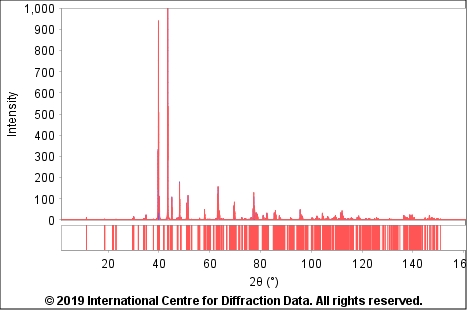 1,000
900
800
700
600
500
400
300
200
100
0
Intensity
20 40 60 80 100 120 140 16
2θ (°)
© 2019 International Centre for Diffraction Data. All rights reserved.